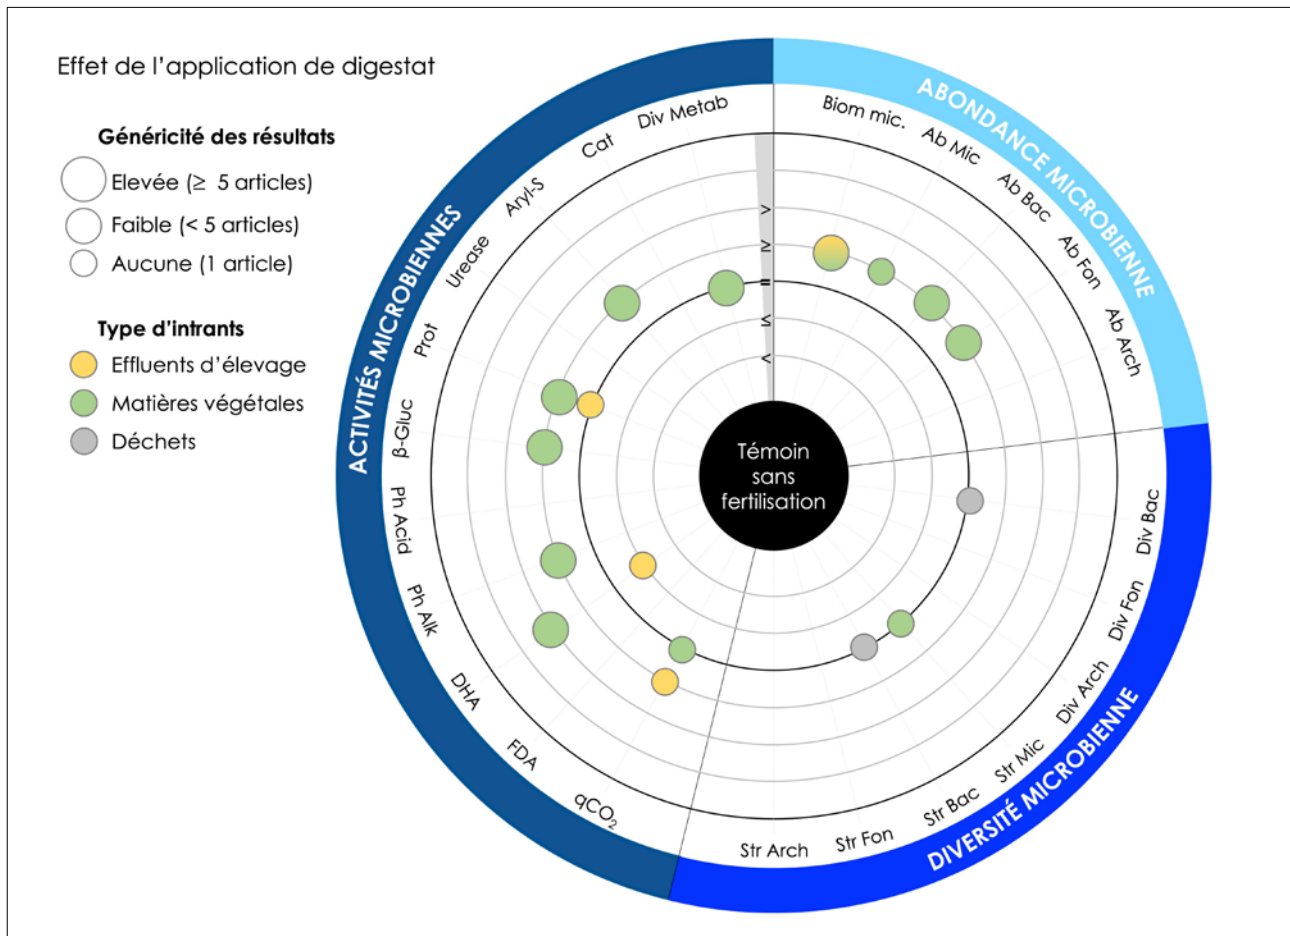 Effet de l'application de digestat
Généricité des résultats
Elevée (≥ 5 articles)
Faible (< 5 articles)
Aucune (1 article)
Type d'intrants
Effluents d'élevage
Matières végétales
Déchets
ABONDANCE MICROBIENNE
Biom mic.
Ab Mic
Ab Bac
Ab Fon
Ab Arch
DIVERSITÉ MICROBIENNE
Div Bac
Div Fon
Div Arch
Str Mic
Str Bac
Str Fon
Str Arch
ACTIVITÉS MICROBIENNES
qCO₂
FDA
DHA
Ph Alk
Ph Acid
β-Gluc
Prot
Urease
Aryl-S
Cat
Div Metab
>
≥
=
≤
<
Témoin
sans
fertilisation